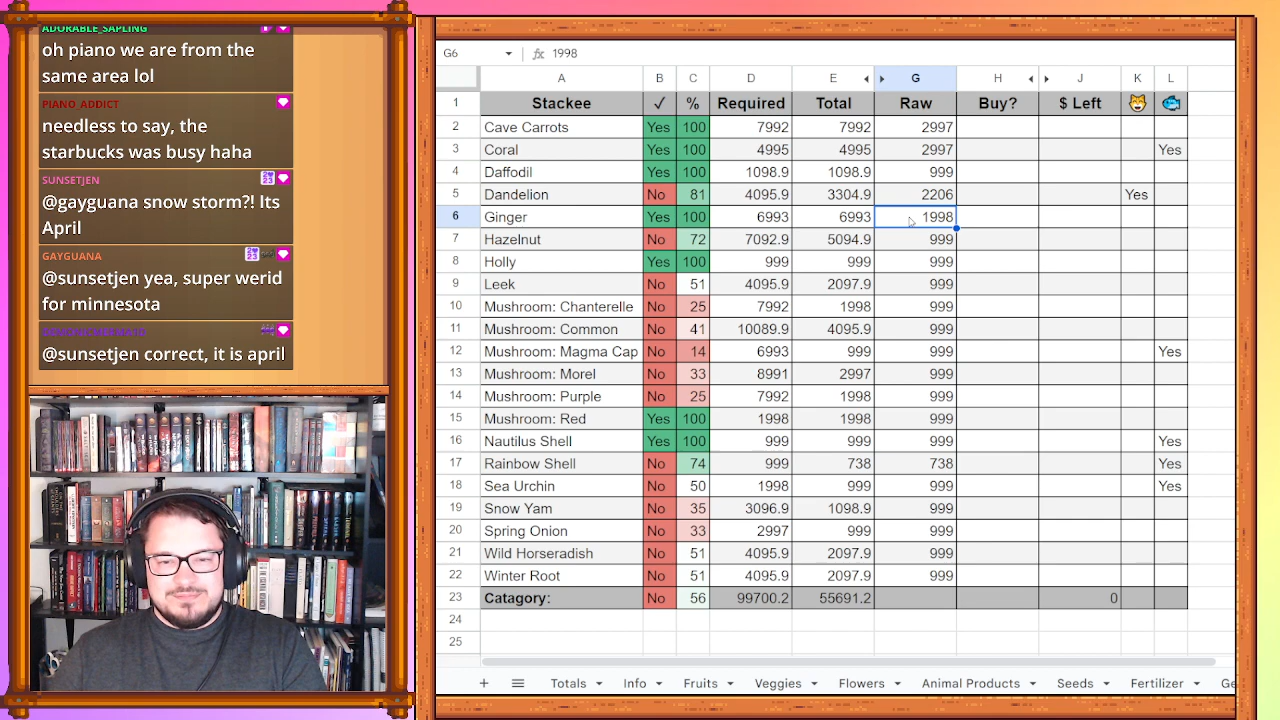 ADORABLE_SAPLING
oh piano we are from the
same area lol
PIANO_ADDICT
needless to say, the
starbucks was busy haha
SUNSETJEN
@gayguana snow storm?! Its
April
GAYGUANA
@sunsetjen yea, super werid
for minnesota
@sunsetjen correct, it is april
G6 fx 1998
A B C D E G H J K L
1 Stackee ✓ % Required Total Raw Buy? $ Left 😸 🐟
2 Cave Carrots Yes 100 7992 7992 2997
3 Coral Yes 100 4995 4995 2997 Yes
4 Daffodil Yes 100 1098.9 1098.9 999
5 Dandelion No 81 4095.9 3304.9 2206 Yes
6 Ginger Yes 100 6993 6993 1998
7 Hazelnut No 72 7092.9 5094.9 999
8 Holly Yes 100 999 999 999
9 Leek No 51 4095.9 2097.9 999
10 Mushroom: Chanterelle No 25 7992 1998 999
11 Mushroom: Common No 41 10089.9 4095.9 999
12 Mushroom: Magma Cap No 14 6993 999 999 Yes
13 Mushroom: Morel No 33 8991 2997 999
14 Mushroom: Purple No 25 7992 1998 999
15 Mushroom: Red Yes 100 1998 1998 999
16 Nautilus Shell Yes 100 999 999 999 Yes
17 Rainbow Shell No 74 999 738 738 Yes
18 Sea Urchin No 50 1998 999 999 Yes
19 Snow Yam No 35 3096.9 1098.9 999
20 Spring Onion No 33 2997 999 999
21 Wild Horseradish No 51 4095.9 2097.9 999
22 Winter Root No 51 4095.9 2097.9 999
23 Catagory: No 56 99700.2 55691.2 0
24
25
+ Totals Info Fruits Veggies Flowers Animal Products Seeds Fertilizer Ge